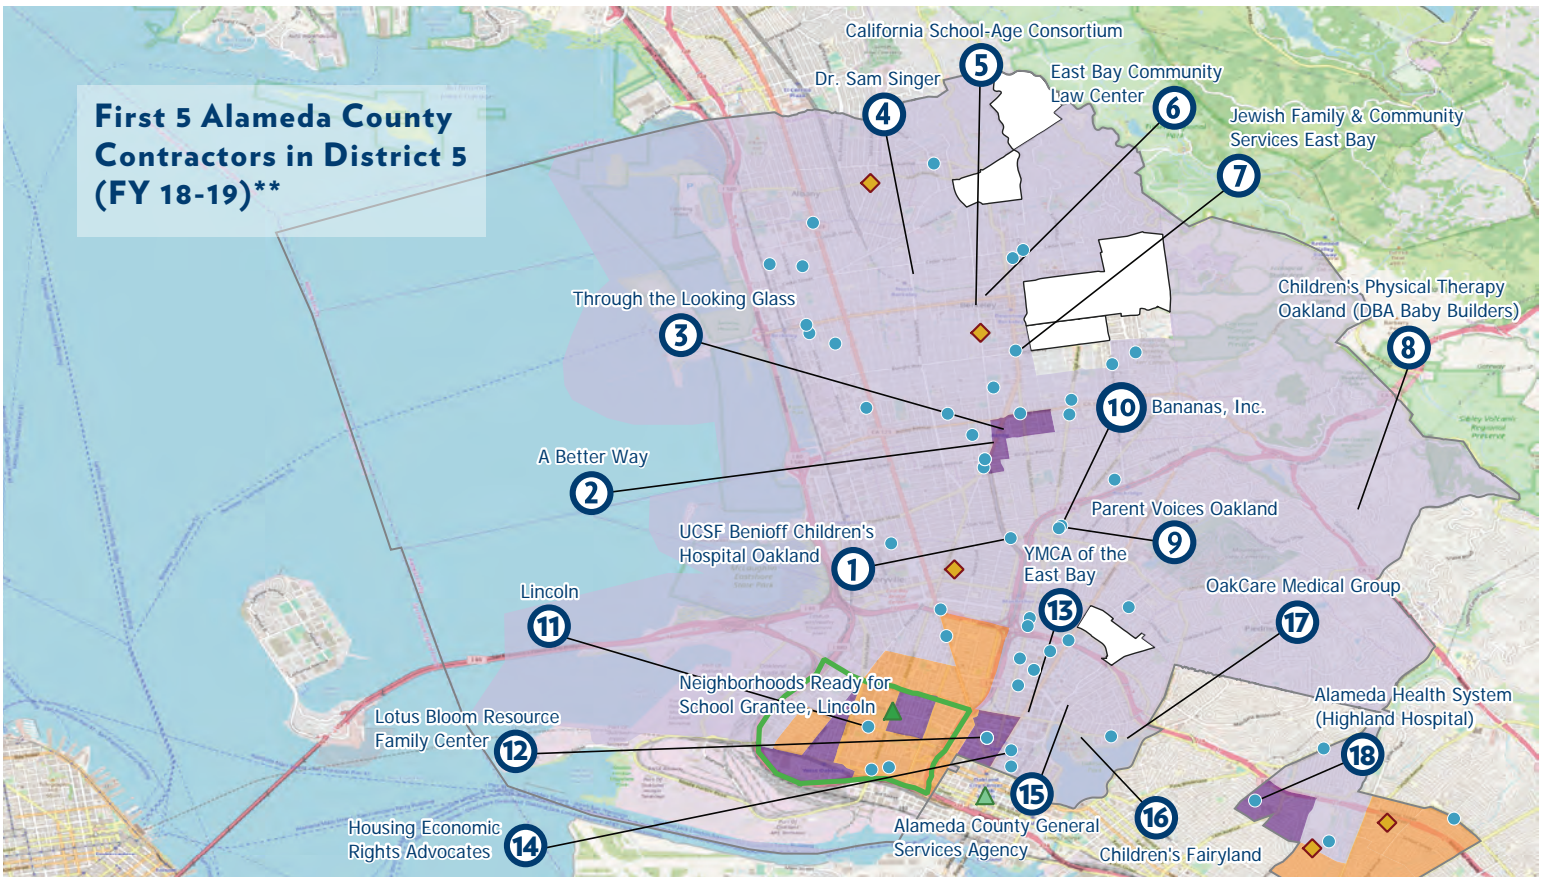 First 5 Alameda County
Contractors in District 5
(FY 18-19)**
California School-Age Consortium
5
Dr. Sam Singer
4
East Bay Community
Law Center
6
Jewish Family & Community
Services East Bay
7
Through the Looking Glass
3
Children's Physical Therapy
Oakland (DBA Baby Builders)
8
10
Bananas, Inc.
A Better Way
2
Parent Voices Oakland
9
UCSF Benioff Children's
Hospital Oakland
1
YMCA of the
East Bay
13
OakCare Medical Group
17
Lincoln
11
Neighborhoods Ready for
School Grantee, Lincoln
Alameda Health System
(Highland Hospital)
18
Lotus Bloom Resource
Family Center
12
15
Alameda County General
Services Agency
16
Children's Fairyland
Housing Economic
Rights Advocates
14